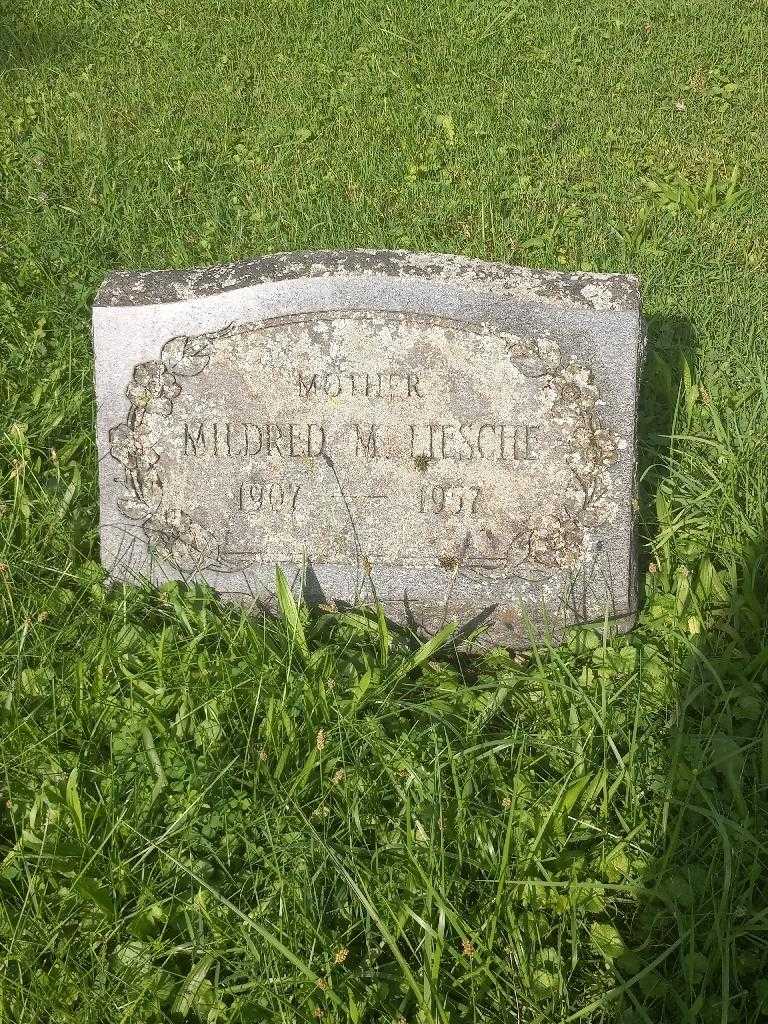 MOTHER
MILDRED M. LIESCHE
1907 — 1957